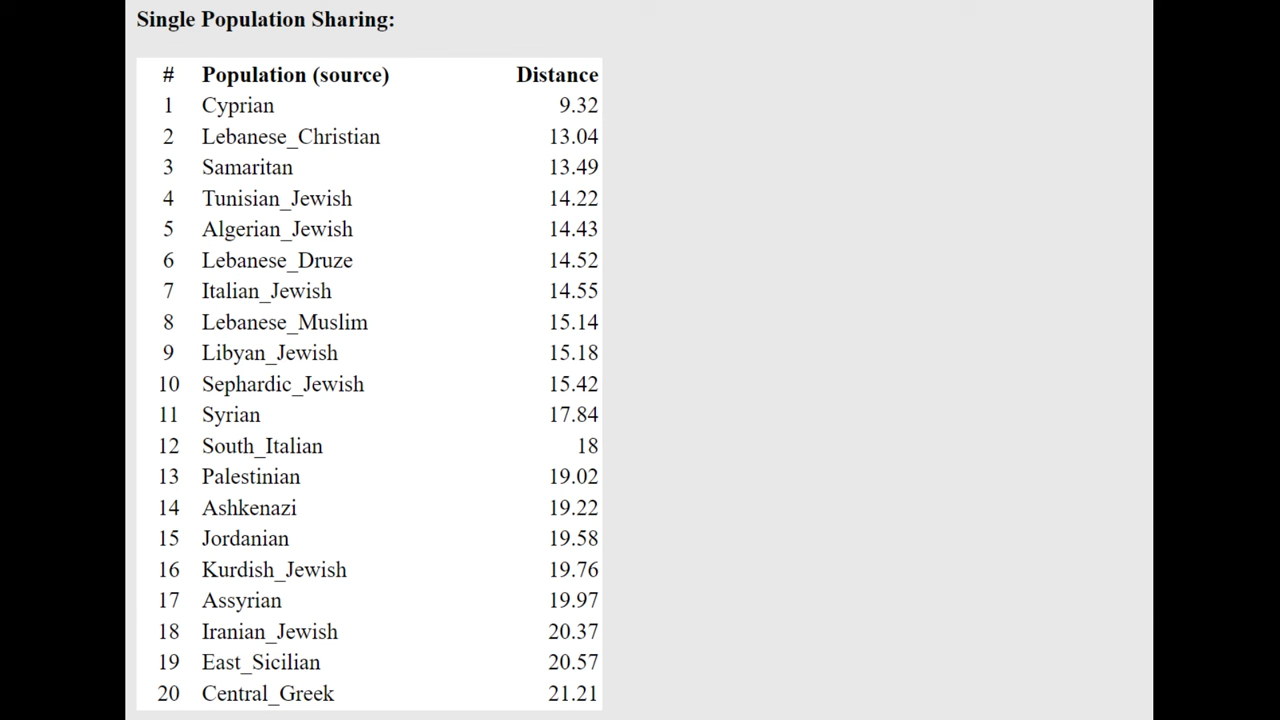 Single Population Sharing:
# Population (source) Distance
1 Cyprian 9.32
2 Lebanese_Christian 13.04
3 Samaritan 13.49
4 Tunisian_Jewish 14.22
5 Algerian_Jewish 14.43
6 Lebanese_Druze 14.52
7 Italian_Jewish 14.55
8 Lebanese_Muslim 15.14
9 Libyan_Jewish 15.18
10 Sephardic_Jewish 15.42
11 Syrian 17.84
12 South_Italian 18
13 Palestinian 19.02
14 Ashkenazi 19.22
15 Jordanian 19.58
16 Kurdish_Jewish 19.76
17 Assyrian 19.97
18 Iranian_Jewish 20.37
19 East_Sicilian 20.57
20 Central_Greek 21.21